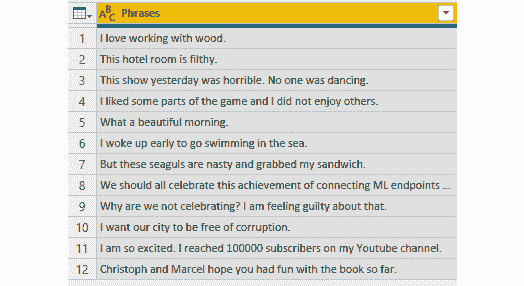 ABC Phrases
1 I love working with wood.
2 This hotel room is filthy.
3 This show yesterday was horrible. No one was dancing.
4 I liked some parts of the game and I did not enjoy others.
5 What a beautiful morning.
6 I woke up early to go swimming in the sea.
7 But these seaguls are nasty and grabbed my sandwich.
8 We should all celebrate this achievement of connecting ML endpoints ...
9 Why are we not celebrating? I am feeling guilty about that.
10 I want our city to be free of corruption.
11 I am so excited. I reached 100000 subscribers on my Youtube channel.
12 Christoph and Marcel hope you had fun with the book so far.